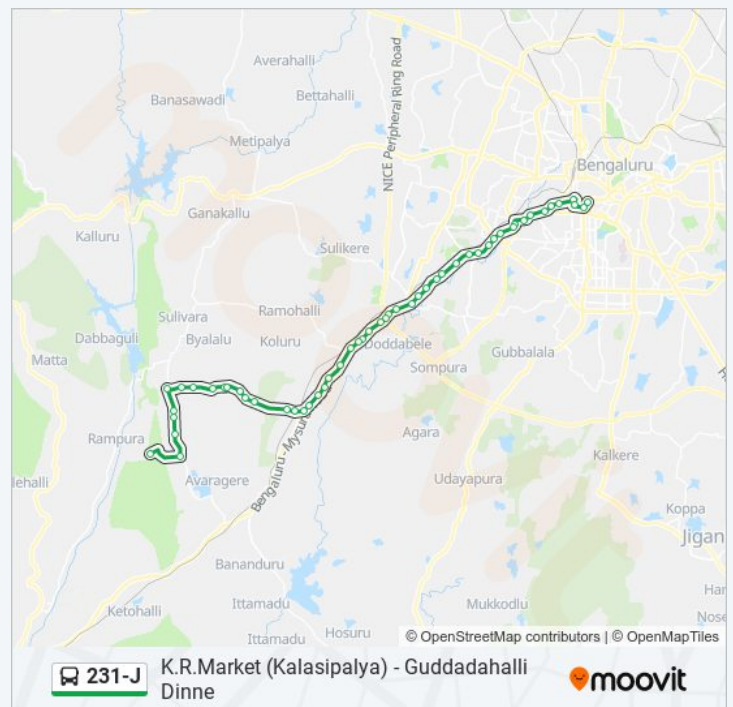 Averahalli
Banasawadi
Bettahalli
Metipalya
NICE Peripheral Ring Road
Bengaluru
Ganakallu
Kalluru
Sulikere
Sulivara
Ramohalli
Dabbaguli
Byalalu
Koluru
Matta
Doddabele
Gubbalala
Sompura
Rampura
Agara
Kalkere
lehalli
Avaragere
Bengaluru - Mysuru
Udayapura
Koppa
Jigan
Bananduru
Ittamadu
Ketohalli
Mukkodlu
Har
Nose
Ittamadu
Hosuru
© OpenStreetMap contributors | © OpenMapTiles
231-J
K.R.Market (Kalasipalya) - Guddadahalli
Dinne
moovit